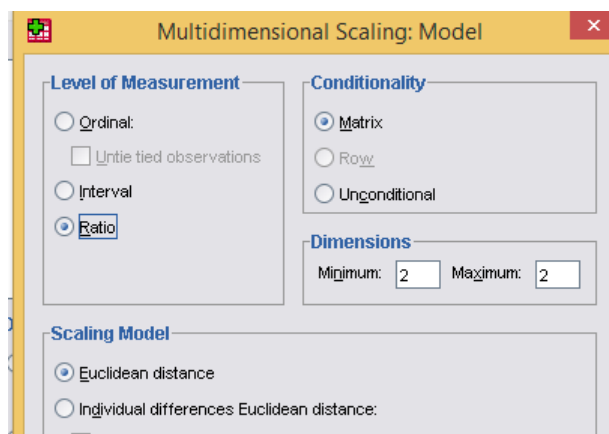 Multidimensional Scaling: Model
Level of Measurement
Ordinal:
Untie tied observations
Interval
Ratio
Conditionality
Matrix
Row
Unconditional
Dimensions
Minimum: 2 Maximum: 2
Scaling Model
Euclidean distance
Individual differences Euclidean distance: